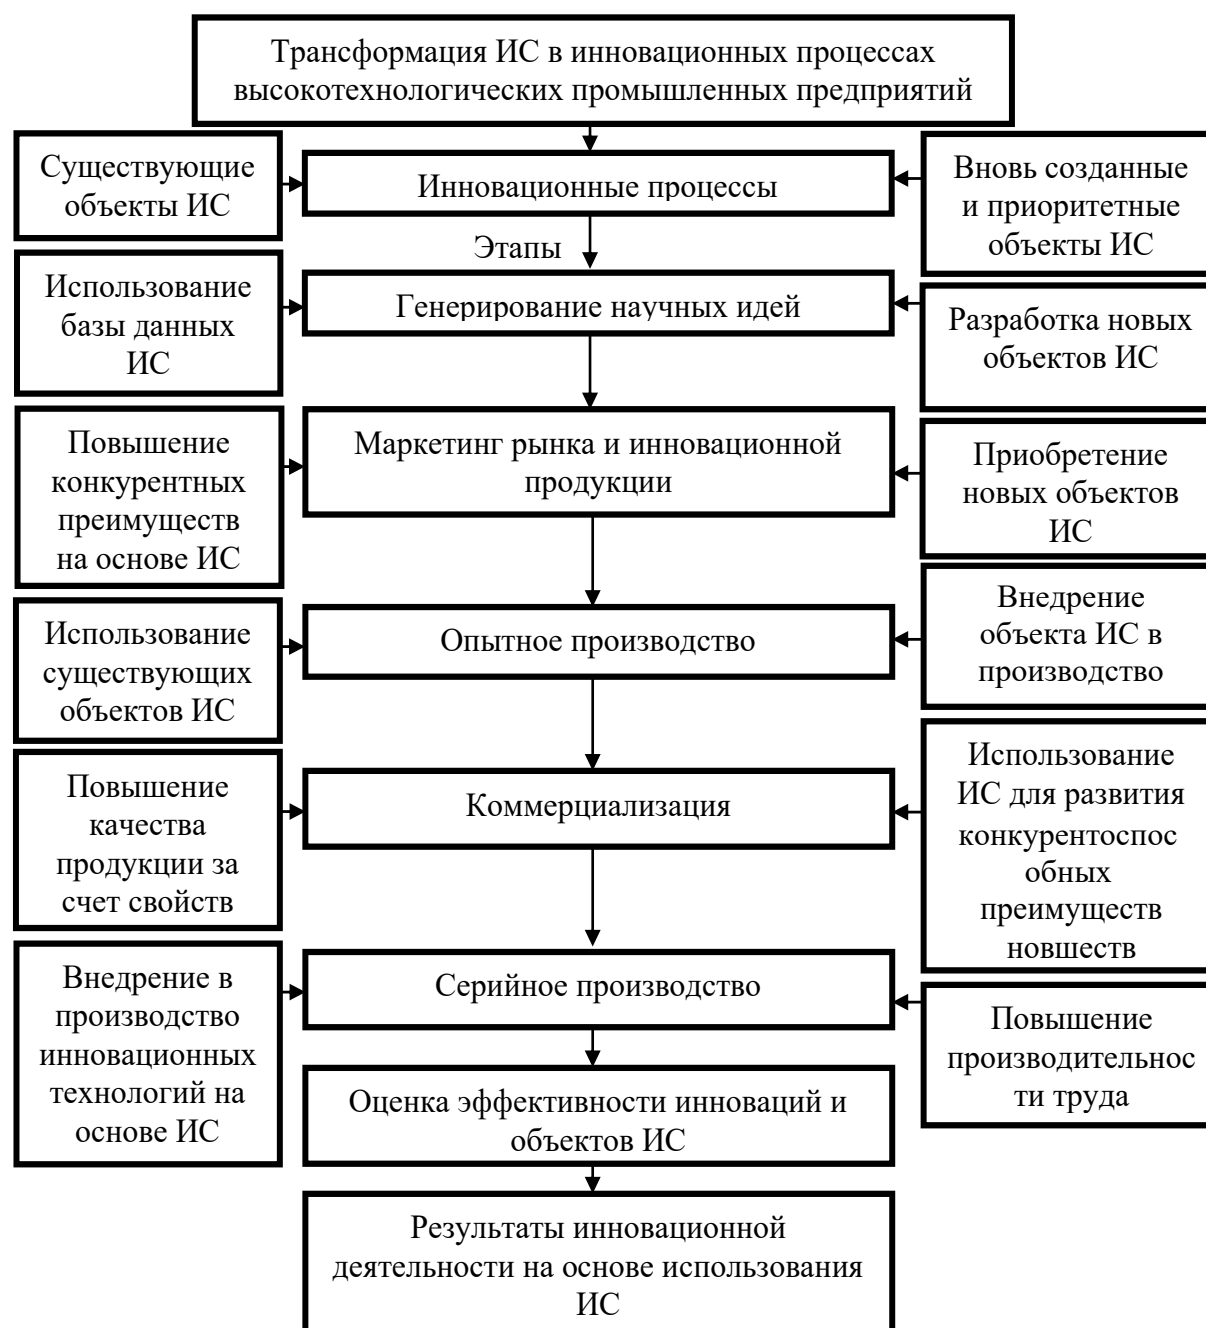 Трансформация ИС в инновационных процессах
высокотехнологических промышленных предприятий
Существующие
объекты ИС
Инновационные процессы
Вновь созданные
и приоритетные
объекты ИС
Этапы
Использование
базы данных
ИС
Генерирование научных идей
Разработка новых
объектов ИС
Повышение
конкурентных
преимуществ
на основе ИС
Маркетинг рынка и инновационной
продукции
Приобретение
новых объектов
ИС
Использование
существующих
объектов ИС
Опытное производство
Внедрение
объекта ИС в
производство
Повышение
качества
продукции за
счет свойств
Коммерциализация
Использование
ИС для развития
конкурентоспос
обных
преимуществ
новшеств
Внедрение в
производство
инновационных
технологий на
основе ИС
Серийное производство
Повышение
производительнос
ти труда
Оценка эффективности инноваций и
объектов ИС
Результаты инновационной
деятельности на основе использования
ИС